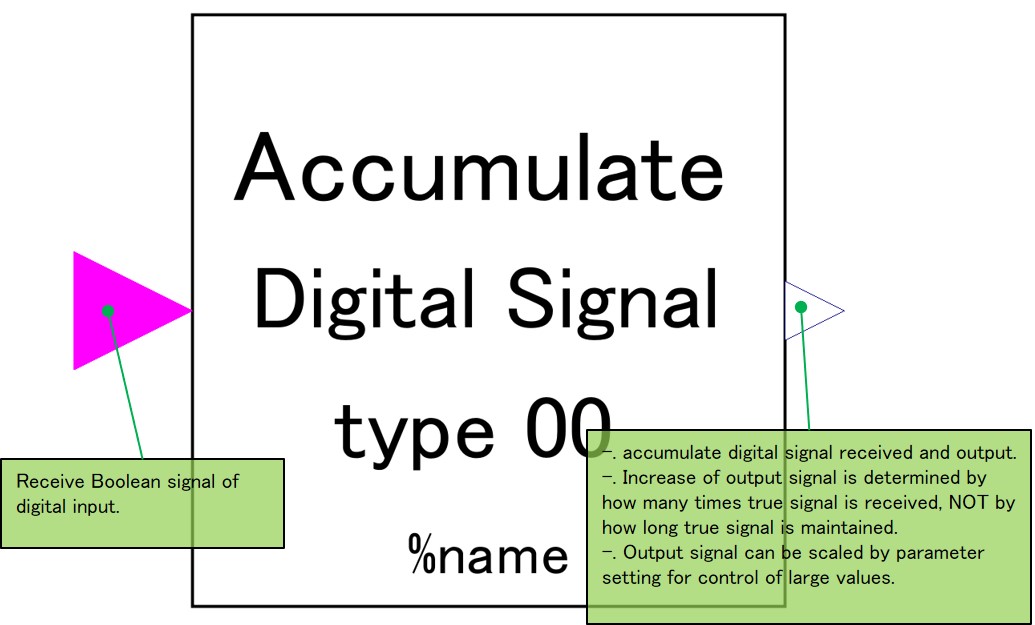 Accumulate
Digital Signal
type 00
%name
Receive Boolean signal of
digital input.
–. accumulate digital signal received and output.
–. Increase of output signal is determined by
how many times true signal is received, NOT by
how long true signal is maintained.
–. Output signal can be scaled by parameter
setting for control of large values.